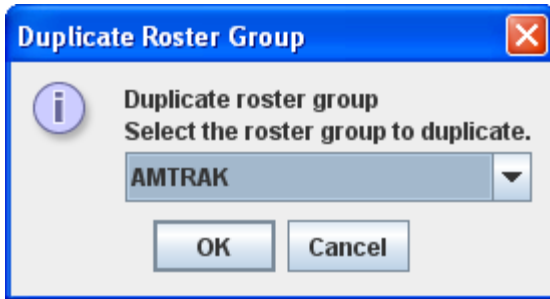 Duplicate Roster Group
Duplicate roster group
Select the roster group to duplicate.
AMTRAK
OK
Cancel